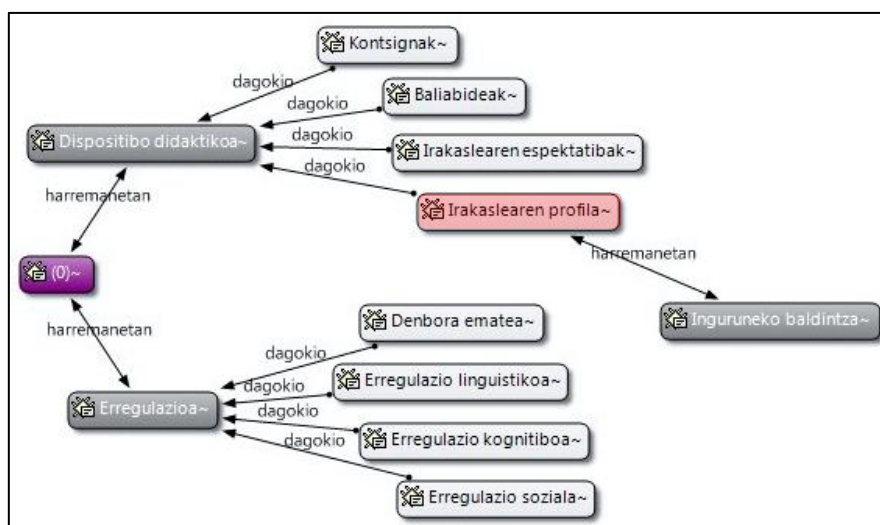 Kontsignak~
dagokio
Baliabideak~
dagokio
Dispositibo didaktikoa~
dagokio
Irakaslearen espektatibak~
dagokio
harremanetan
Irakaslearen profila~
harremanetan
(0)~
Inguruneko baldintza~
harremanetan
Denbora ematea~
dagokio
Erregulazio linguistikoa~
dagokio
Erregulazioa~
dagokio
Erregulazio kognitiboa~
dagokio
Erregulazio soziala~